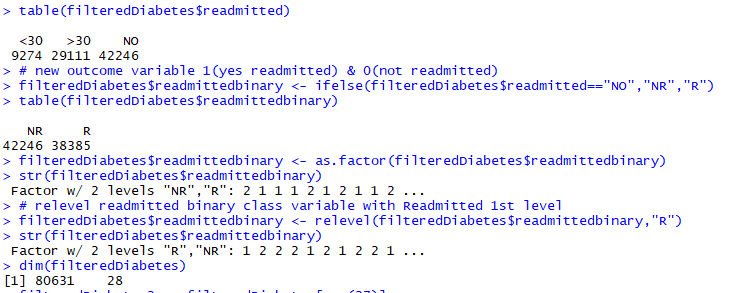 > table(filteredDiabetes$readmitted)
<30 >30 NO
9274 29111 42246
> # new outcome variable 1(yes readmitted) & 0(not readmitted)
> filteredDiabetes$readmittedbinary <- ifelse(filteredDiabetes$readmitted=="NO","NR","R")
> table(filteredDiabetes$readmittedbinary)
NR R
42246 38385
> filteredDiabetes$readmittedbinary <- as.factor(filteredDiabetes$readmittedbinary)
> str(filteredDiabetes$readmittedbinary)
Factor w/ 2 levels "NR","R": 2 1 1 1 2 1 2 1 1 2 ...
> # relevel readmitted binary class variable with Readmitted 1st level
> filteredDiabetes$readmittedbinary <- relevel(filteredDiabetes$readmittedbinary,"R")
> str(filteredDiabetes$readmittedbinary)
Factor w/ 2 levels "R","NR": 1 2 2 2 1 2 1 2 2 1 ...
> dim(filteredDiabetes)
[1] 80631 28